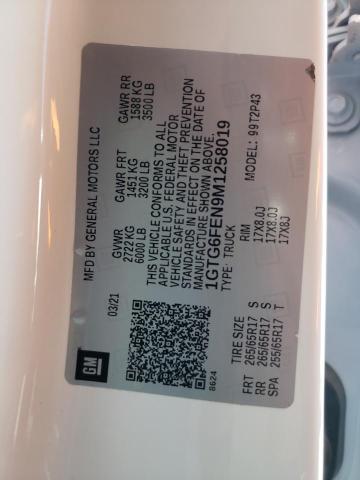 MFD BY GENERAL MOTORS LLC
03/21
GVWR
2722 KG
6000 LB
GAWR FRT
1451 KG
3200 LB
GAWR RR
1588 KG
3500 LB
THIS VEHICLE CONFORMS TO ALL
APPLICABLE U.S. FEDERAL MOTOR
VEHICLE SAFETY AND THEFT PREVENTION
STANDARDS IN EFFECT ON THE DATE OF
MANUFACTURE SHOWN ABOVE.
1GTG6FEN9M1258019
TYPE: TRUCK
MODEL: 99T2P43
GM
8624
TIRE SIZE RIM
FRT 265/65R17 S 17X8.0J
RR 265/65R17 S 17X8.0J
SPA 255/65R17 T 17X8J